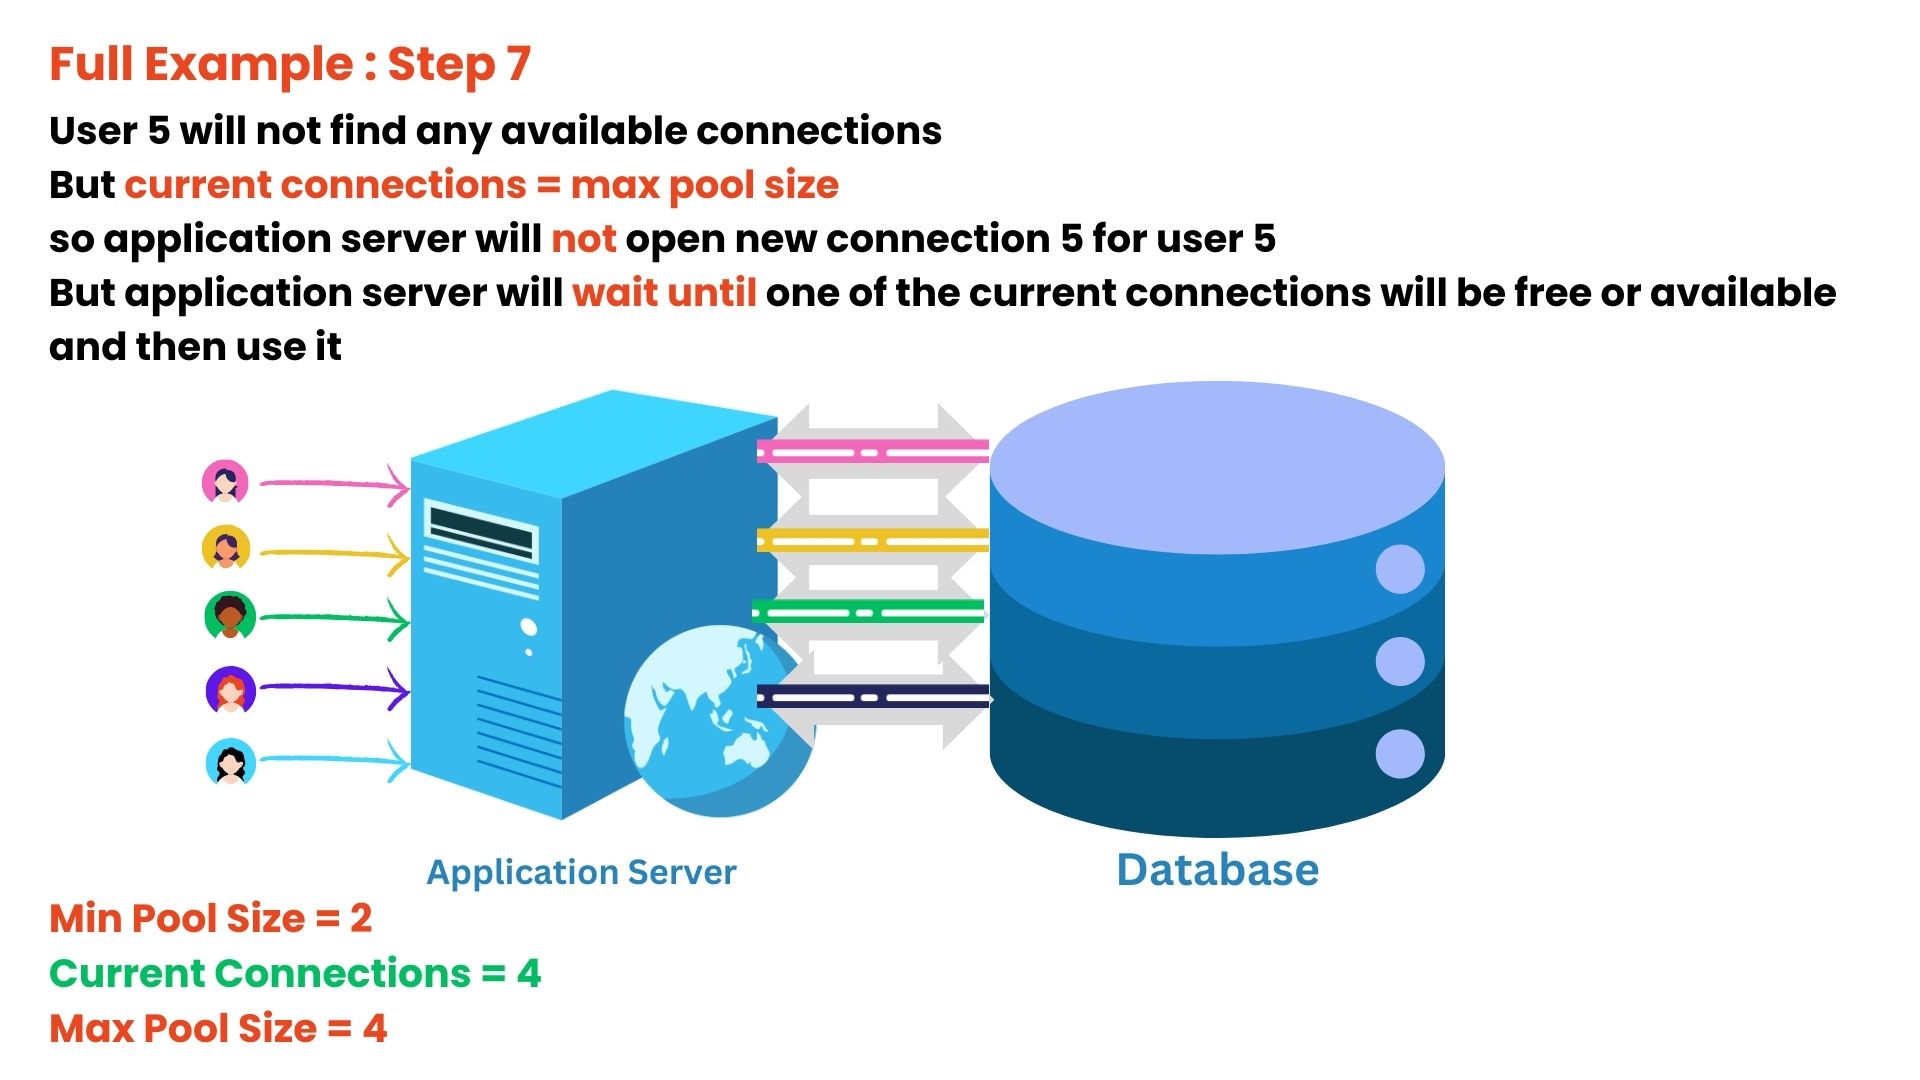 Full Example : Step 7
User 5 will not find any available connections
But current connections = max pool size
so application server will not open new connection 5 for user 5
But application server will wait until one of the current connections will be free or available
and then use it
Application Server
Database
Min Pool Size = 2
Current Connections = 4
Max Pool Size = 4